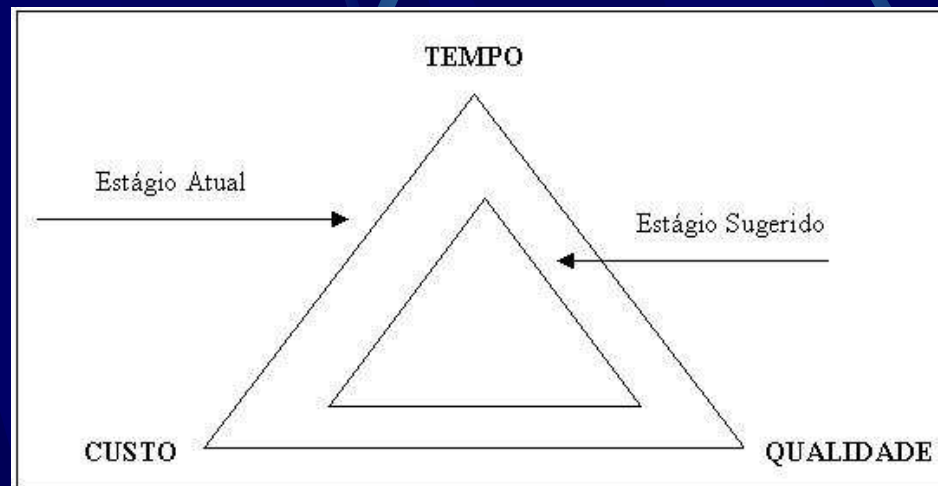 TEMPO
Estágio Atual
Estágio Sugerido
CUSTO
QUALIDADE